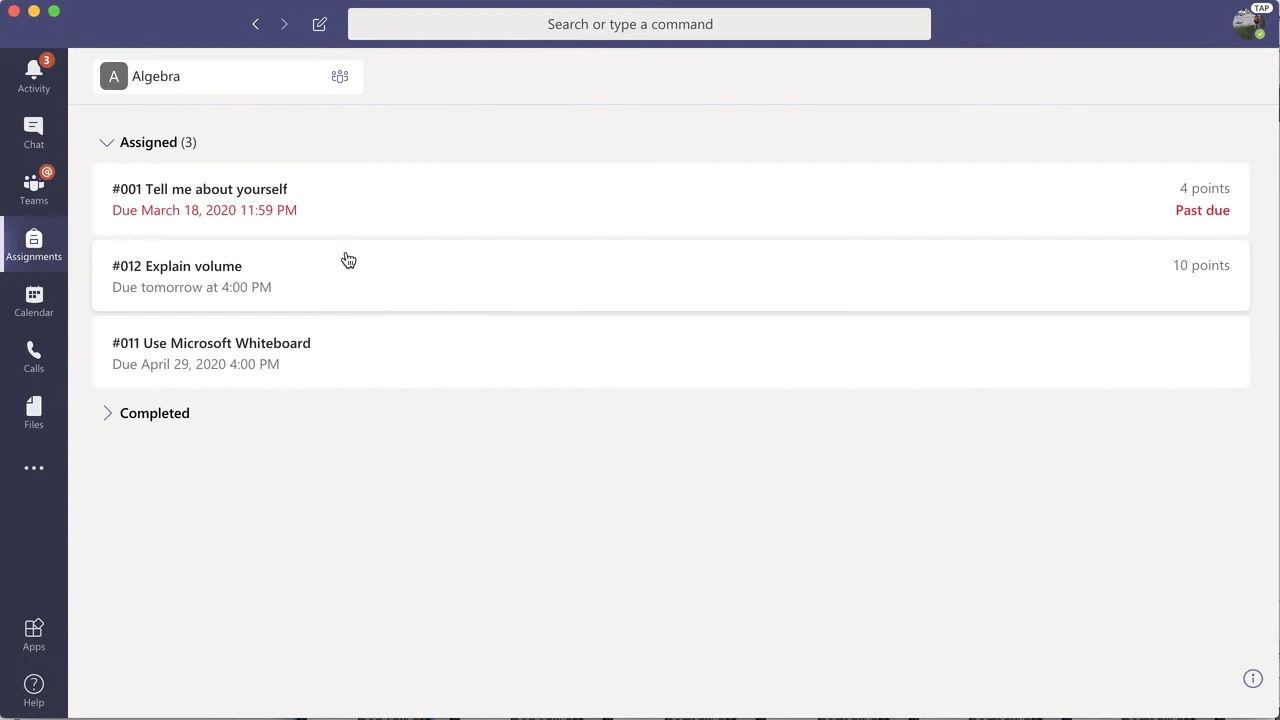 Search or type a command
TAP
3
Activity
Chat
@
Teams
Assignments
Calendar
Calls
Files
Apps
Help
A Algebra
Assigned (3)
#001 Tell me about yourself
4 points
Due March 18, 2020 11:59 PM
Past due
#012 Explain volume
10 points
Due tomorrow at 4:00 PM
#011 Use Microsoft Whiteboard
Due April 29, 2020 4:00 PM
Completed